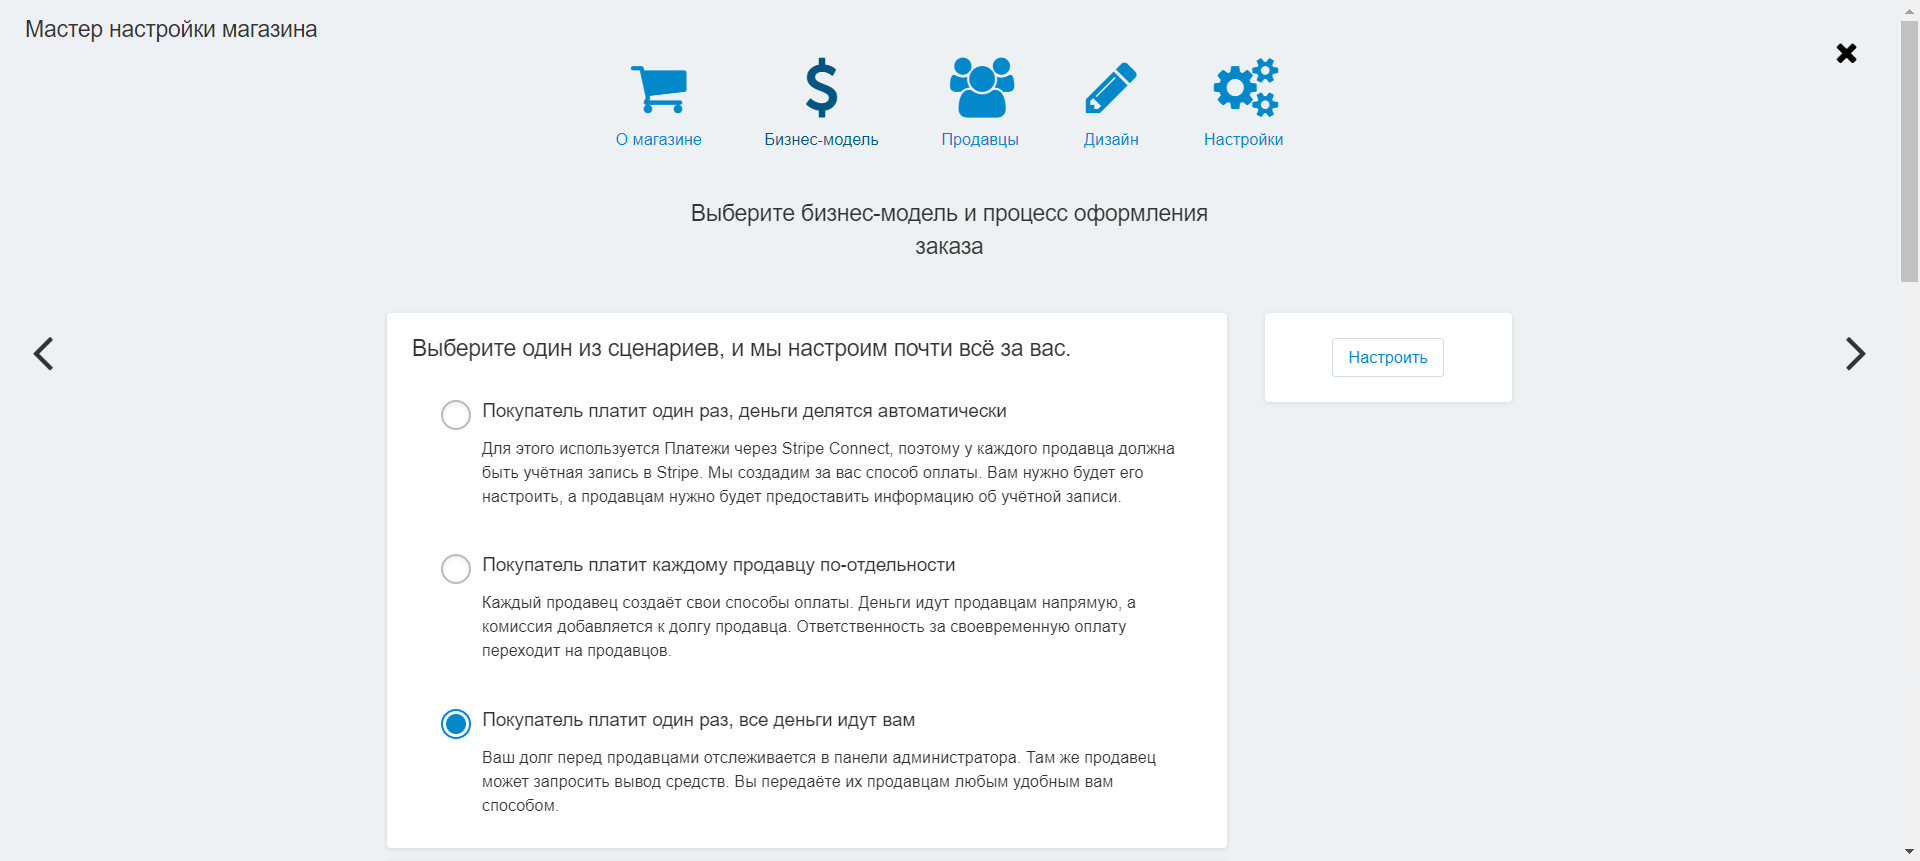 Мастер настройки магазина
О магазине
Бизнес-модель
Продавцы
Дизайн
Настройки
Выберите бизнес-модель и процесс оформления
заказа
Выберите один из сценариев, и мы настроим почти всё за вас.
Настроить
Покупатель платит один раз, деньги делятся автоматически
Для этого используется Платежи через Stripe Connect, поэтому у каждого продавца должна
быть учётная запись в Stripe. Мы создадим за вас способ оплаты. Вам нужно будет его
настроить, а продавцам нужно будет предоставить информацию об учётной записи.
Покупатель платит каждому продавцу по-отдельности
Каждый продавец создаёт свои способы оплаты. Деньги идут продавцам напрямую, а
комиссия добавляется к долгу продавца. Ответственность за своевременную оплату
переходит на продавцов.
Покупатель платит один раз, все деньги идут вам
Ваш долг перед продавцами отслеживается в панели администратора. Там же продавец
может запросить вывод средств. Вы передаёте их продавцам любым удобным вам
способом.